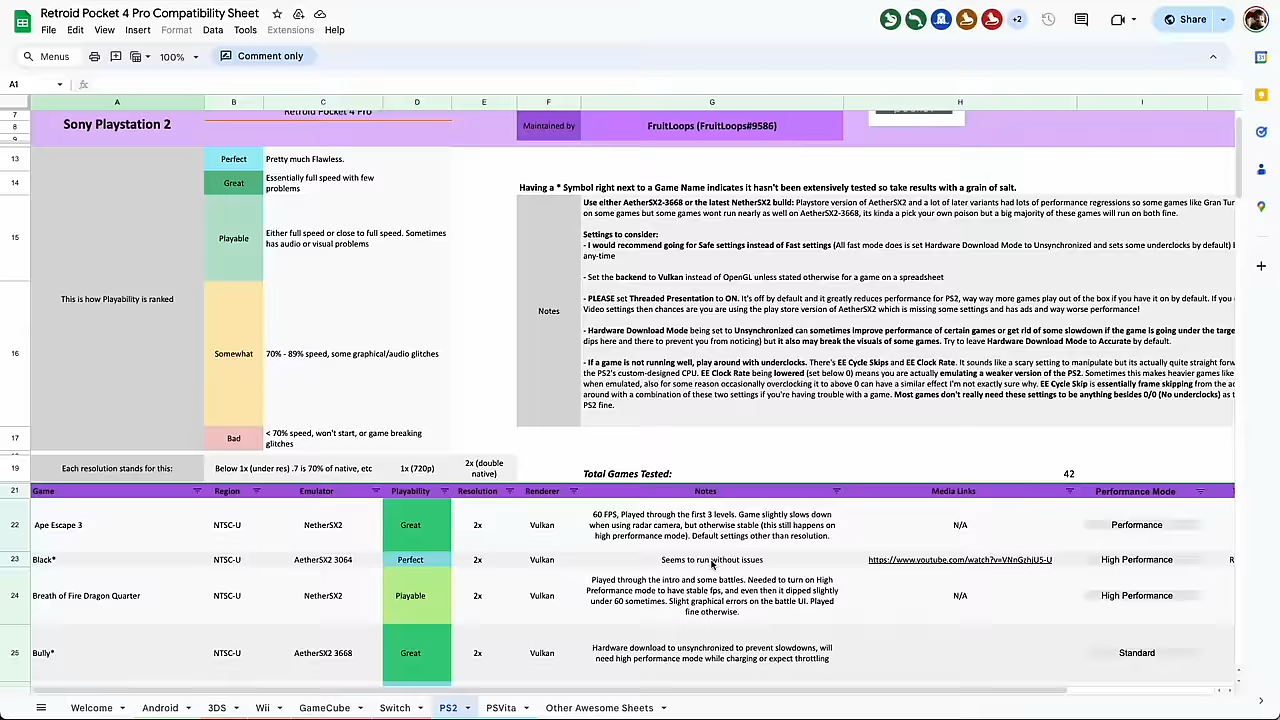 Retroid Pocket 4 Pro Compatibility Sheet
File Edit View Insert Format Data Tools Extensions Help
+2
Share
Menus
100%
Comment only
A1
fx
A B C D E F G H I
7
8
9
13
14
15
16
17
19
21
22
23
24
25
Sony Playstation 2
Retroid Pocket 4 Pro
Maintained by
FruitLoops (FruitLoops#9586)
This is how Playability is ranked
Perfect
Pretty much Flawless.
Great
Essentially full speed with few
problems
Playable
Either full speed or close to full speed. Sometimes
has audio or visual problems
Somewhat
70% - 89% speed, some graphical/audio glitches
Bad
< 70% speed, won't start, or game breaking
glitches
Having a * Symbol right next to a Game Name indicates it hasn't been extensively tested so take results with a grain of salt.
Notes
Use either AetherSX2-3668 or the latest NetherSX2 build: Playstore version of AetherSX2 and a lot of later variants had lots of performance regressions so some games like Gran Tur
on some games but some games wont run nearly as well on AetherSX2-3668, its kinda a pick your own poison but a big majority of these games will run on both fine.
Settings to consider:
- I would recommend going for Safe settings instead of Fast settings (All fast mode does is set Hardware Download Mode to Unsynchronized and sets some underclocks by default)
any-time
- Set the backend to Vulkan instead of OpenGL unless stated otherwise for a game on a spreadsheet
- PLEASE set Threaded Presentation to ON. It's off by default and it greatly reduces performance for PS2, way way more games play out of the box if you have it on by default. If you
Video settings then chances are you are using the play store version of AetherSX2 which is missing some settings and has ads and way worse performance!
- Hardware Download Mode being set to Unsynchronized can sometimes improve performance of certain games or get rid of some slowdown if the game is going under the targe
dips here and there to prevent you from noticing) but it also may break the visuals of some games. Try to leave Hardware Download Mode to Accurate by default.
- If a game is not running well, play around with underclocks. There's EE Cycle Skips and EE Clock Rate. It sounds like a scary setting to manipulate but its actually quite straight forw
the PS2's custom-designed CPU. EE Clock Rate being lowered (set below 0) means you are actually emulating a weaker version of the PS2. Sometimes this makes heavier games like
when emulated, also for some reason occasionally overclocking it to above 0 can have a similar effect I'm not exactly sure why. EE Cycle Skip is essentially frame skipping from the ac
around with a combination of these two settings if you're having trouble with a game. Most games don't really need these settings to be anything besides 0/0 (No underclocks) as t
PS2 fine.
Each resolution stands for this:
Below 1x (under res) .7 is 70% of native, etc
1x (720p)
2x (double
native)
Total Games Tested:
42
Game Region Emulator Playability Resolution Renderer Notes Media Links Performance Mode
Ape Escape 3 NTSC-U NetherSX2 Great 2x Vulkan
60 FPS, Played through the first 3 levels. Game slightly slows down
when using radar camera, but otherwise stable (this still happens on
high prerformance mode). Default settings other than resolution.
N/A Performance
Black* NTSC-U AetherSX2 3064 Perfect 2x Vulkan Seems to run without issues https://www.youtube.com/watch?v=VNnGzhjU5-U High Performance R
Breath of Fire Dragon Quarter NTSC-U NetherSX2 Playable 2x Vulkan
Played through the intro and some battles. Needed to turn on High
Preformance mode to have stable fps, and even then it dipped slightly
under 60 sometimes. Slight graphical errors on the battle UI. Played
fine otherwise.
N/A High Performance
Bully* NTSC-U AetherSX2 3668 Great 2x Vulkan
Hardware download to unsynchronized to prevent slowdowns, will
need high performance mode while charging or expect throttling
Standard
Welcome Android 3DS Wii GameCube Switch PS2 PSVita Other Awesome Sheets